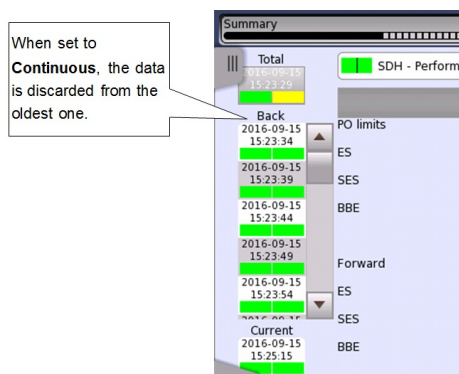 When set to
Continuous, the data
is discarded from the
oldest one.
Summary
Total
2016-09-15
15:23:29
Back
2016-09-15
15:23:34
2016-09-15
15:23:39
2016-09-15
15:23:44
2016-09-15
15:23:49
2016-09-15
15:23:54
2016-09-15
Current
2016-09-15
15:25:15
SDH - Perform
PO limits
ES
SES
BBE
Forward
ES
SES
BBE